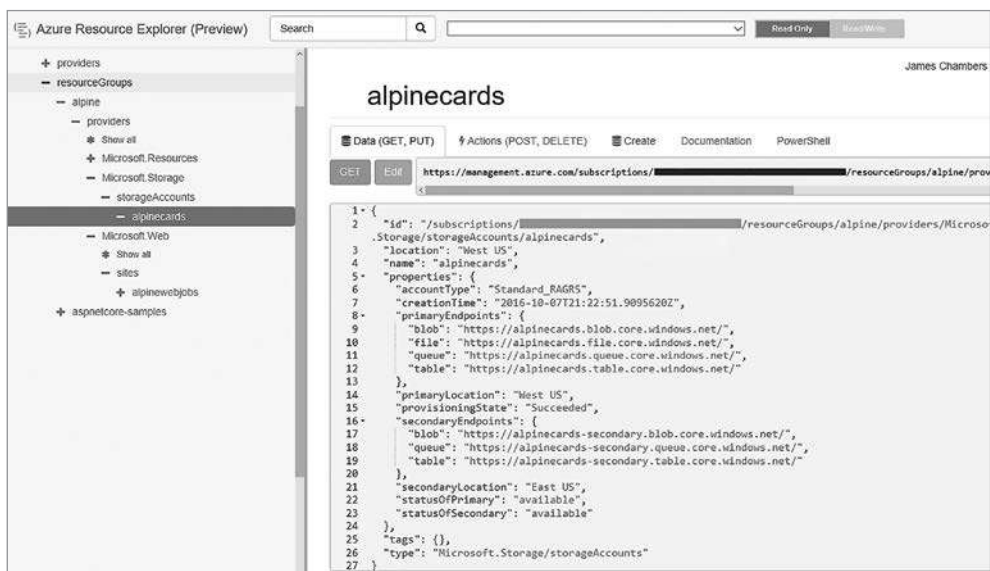 Azure Resource Explorer (Preview)
Search
Read Only
Read/Write
providers
resourceGroups
alpine
providers
Show all
Microsoft.Resources
Microsoft.Storage
storageAccounts
alpinecards
Microsoft.Web
Show all
sites
alpinewebjobs
aspnetcore-samples
James Chambers
alpinecards
Data (GET, PUT)
Actions (POST, DELETE)
Create
Documentation
PowerShell
GET
Edit
https://management.azure.com/subscriptions/ /resourceGroups/alpine/prov
1 {
2 "id": "/subscriptions/ /resourceGroups/alpine/providers/Microso
.Storage/storageAccounts/alpinecards",
3 "location": "West US",
4 "name": "alpinecards",
5 "properties": {
6 "accountType": "Standard_RAGRS",
7 "creationTime": "2016-10-07T21:22:51.9095620Z",
8 "primaryEndpoints": {
9 "blob": "https://alpinecards.blob.core.windows.net/",
10 "file": "https://alpinecards.file.core.windows.net/",
11 "queue": "https://alpinecards.queue.core.windows.net/",
12 "table": "https://alpinecards.table.core.windows.net/"
13 },
14 "primaryLocation": "West US",
15 "provisioningState": "Succeeded",
16 "secondaryEndpoints": {
17 "blob": "https://alpinecards-secondary.blob.core.windows.net/",
18 "queue": "https://alpinecards-secondary.queue.core.windows.net/",
19 "table": "https://alpinecards-secondary.table.core.windows.net/"
20 },
21 "secondaryLocation": "East US",
22 "statusOfPrimary": "available",
23 "statusOfSecondary": "available"
24 },
25 "tags": {},
26 "type": "Microsoft.Storage/storageAccounts"
27 }